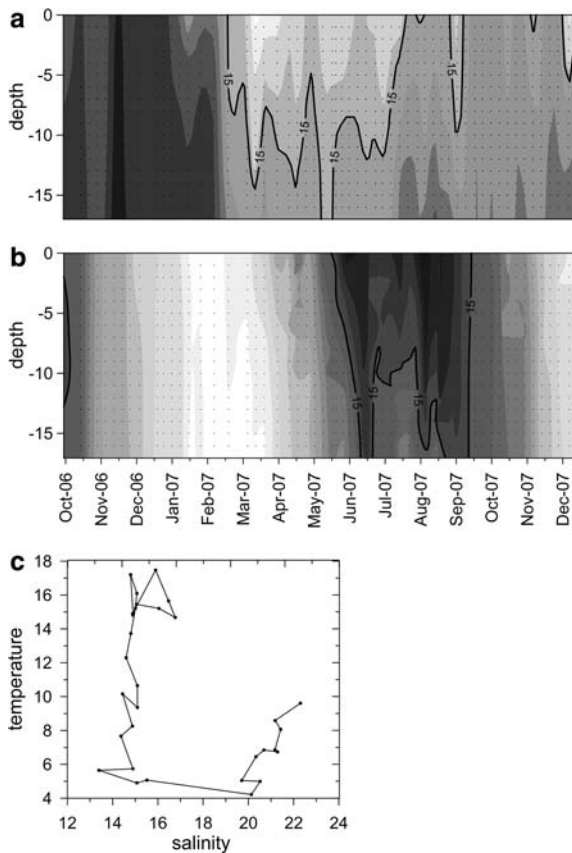 a
0
-5
-10
-15
depth
15
15
15
15
15
15
b
0
-5
-10
-15
depth
15
15
15
15
Oct-06
Nov-06
Dec-06
Jan-07
Feb-07
Mar-07
Apr-07
May-07
Jun-07
Jul-07
Aug-07
Sep-07
Oct-07
Nov-07
Dec-07
c
18
16
14
12
10
8
6
4
temperature
12 14 16 18 20 22 24
salinity